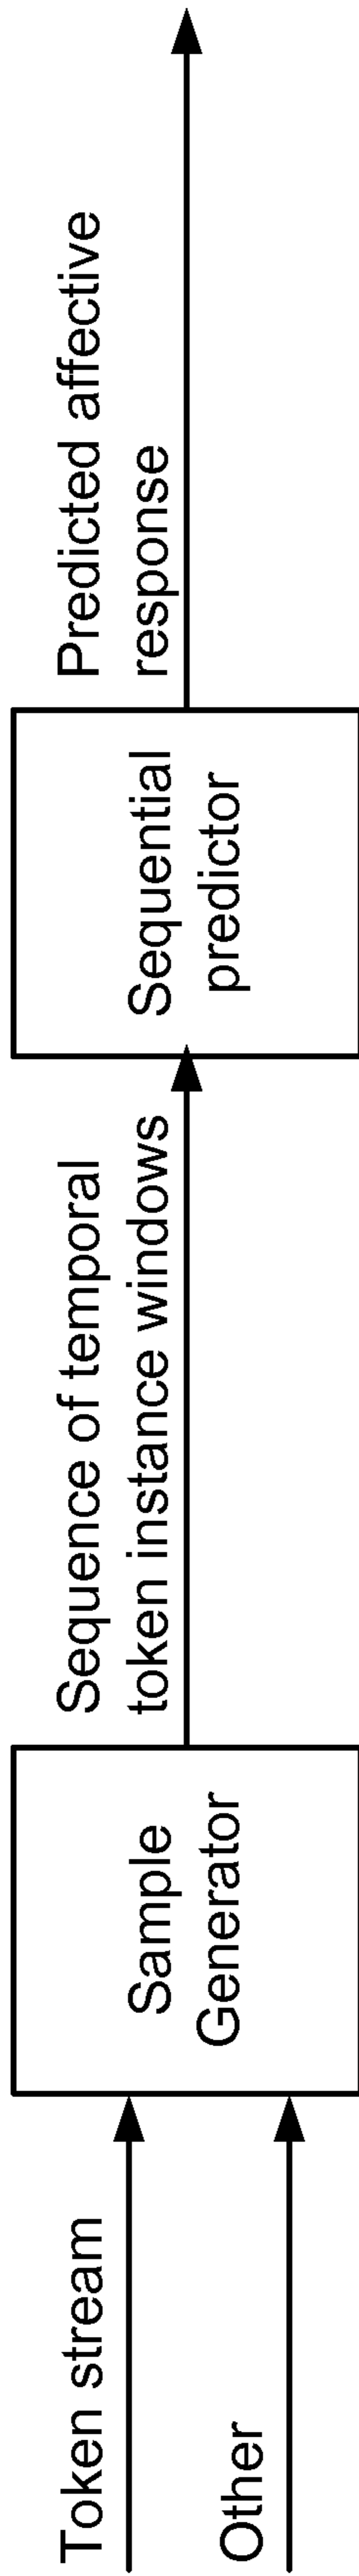 Token stream
Other
Sample
Generator
Sequence of temporal
token instance windows
Sequential
predictor
Predicted affective
response